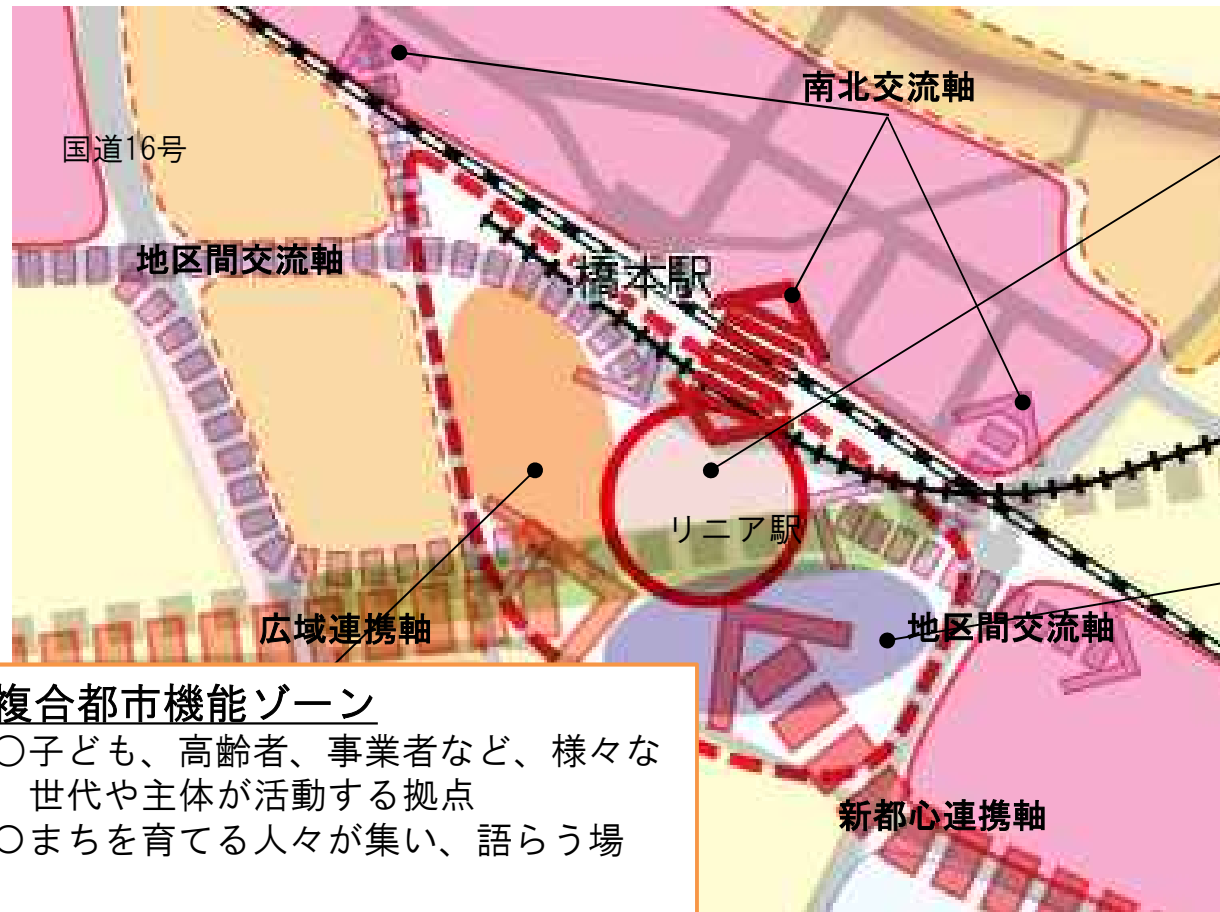 南北交流軸
国道16号
地区間交流軸
橋本駅
リニア駅
広域連携軸
地区間交流軸
複合都市機能ゾーン
○子ども、高齢者、事業者など、様々な
世代や主体が活動する拠点
○まちを育てる人々が集い、語らう場
新都心連携軸